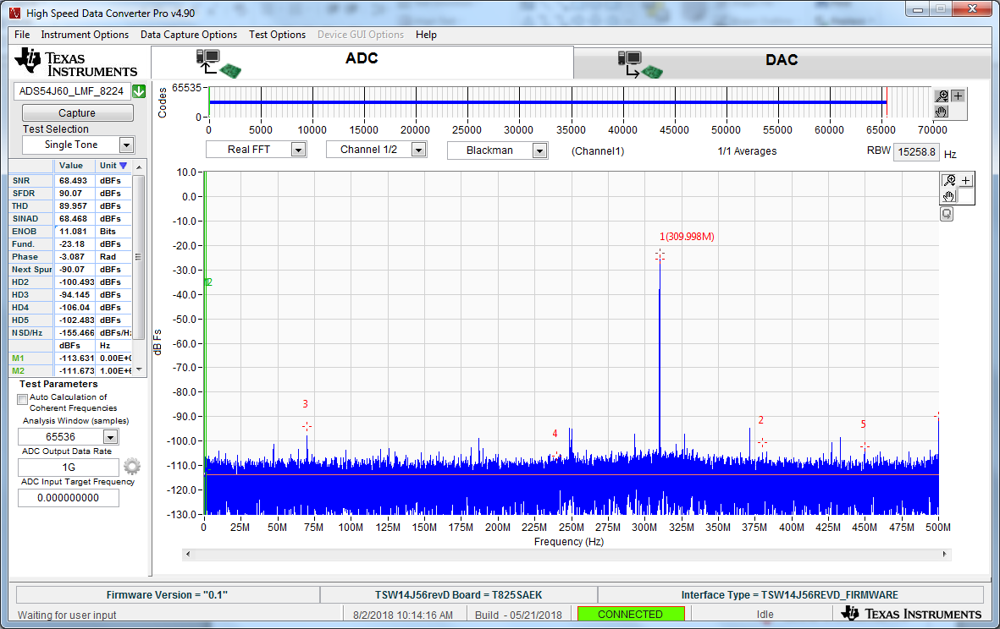 High Speed Data Converter Pro v4.90
File Instrument Options Data Capture Options Test Options Device GUI Options Help
TEXAS INSTRUMENTS
ADC
DAC
ADS54J60_LMF_8224
Capture
Test Selection
Single Tone
Codes
65535
0
0 5000 10000 15000 20000 25000 30000 35000 40000 45000 50000 55000 60000 65000 70000
Real FFT Channel 1/2 Blackman (Channel1) 1/1 Averages RBW 15258.8 Hz
Value Unit
SNR 68.493 dBFs
SFDR 90.07 dBFs
THD 89.957 dBFs
SINAD 68.468 dBFs
ENOB 11.081 Bits
Fund. -23.18 dBFs
Phase -3.087 Rad
Next Spur -90.07 dBFs
HD2 -100.493 dBFs
HD3 -94.145 dBFs
HD4 -106.04 dBFs
HD5 -102.483 dBFs
NSD/Hz -155.466 dBFs/Hz
dBFs Hz
M1 -113.631 0.00E+0
M2 -111.673 1.00E+6
Test Parameters
Auto Calculation of
Coherent Frequencies
Analysis Window (samples)
65536
ADC Output Data Rate
1G
ADC Input Target Frequency
0.000000000
dB Fs
10.0
0.0
-10.0
-20.0
-30.0
-40.0
-50.0
-60.0
-70.0
-80.0
-90.0
-100.0
-110.0
-120.0
-130.0
1(309.998M)
2
3
4
2
5
0 25M 50M 75M 100M 125M 150M 175M 200M 225M 250M 275M 300M 325M 350M 375M 400M 425M 450M 475M 500M
Frequency (Hz)
Firmware Version = "0.1" TSW14J56revD Board = T825SAEK Interface Type = TSW14J56REVD_FIRMWARE
Waiting for user input 8/2/2018 10:14:16 AM Build - 05/21/2018 CONNECTED Idle TEXAS INSTRUMENTS